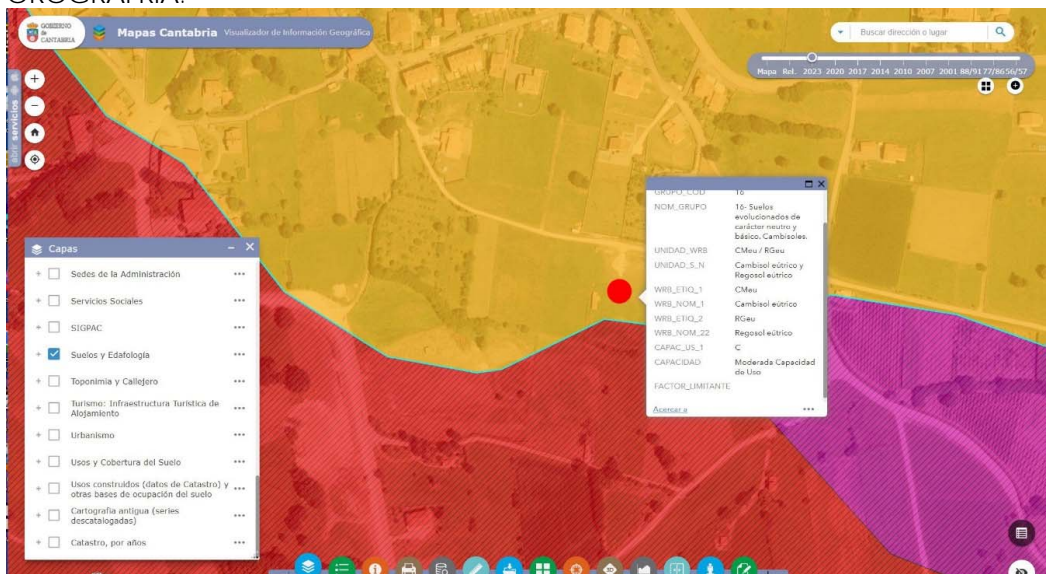 OROGRAFRIA:
GOBIERNO
de
CANTABRIA
Mapas Cantabria Visualizador de Información Geográfica
Buscar dirección o lugar
Mapa Rel. 2023 2020 2017 2014 2010 2007 2001 88/91 77/86 56/57
abrir servicios
GRUPO_COD 16
NOM_GRUPO 16- Suelos
evolucionados de
carácter neutro y
básico. Cambisoles.
UNIDAD_WRB CMeu / RGeu
UNIDAD_S_N Cambisol eútrico y
Regosol eútrico
WRB_ETIQ_1 CMeu
WRB_NOM_1 Cambisol eútrico
WRB_ETIQ_2 RGeu
WRB_NOM_22 Regosol eútrico
CAPAC_US_1 C
CAPACIDAD Moderada Capacidad
de Uso
FACTOR_LIMITANTE
Acercar a
Capas
Sedes de la Administración
Servicios Sociales
SIGPAC
Suelos y Edafología
Toponimia y Callejero
Turismo: Infraestructura Turística de
Alojamiento
Urbanismo
Usos y Cobertura del Suelo
Usos construidos (datos de Catastro) y
otras bases de ocupación del suelo
Cartografía antigua (series
descatalogadas)
Catastro, por años